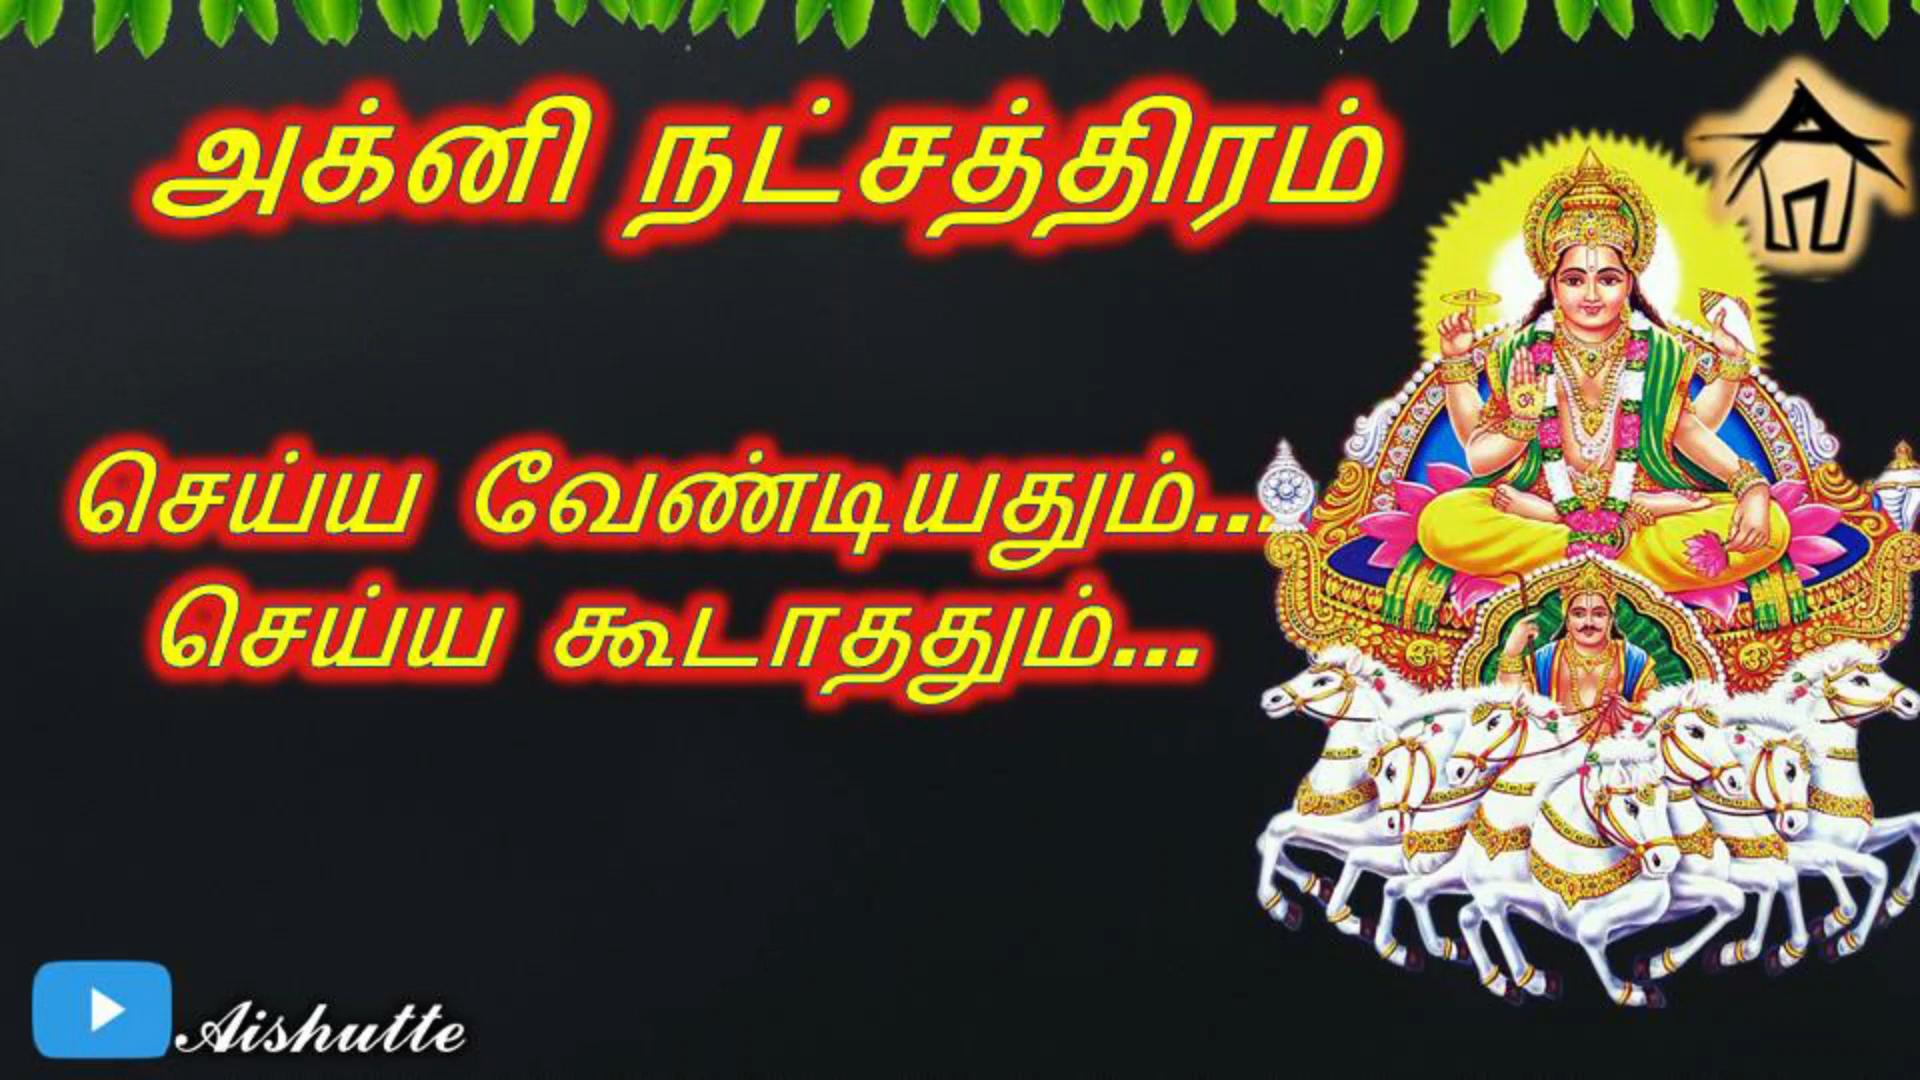 அக்னி நட்சத்திரம்
செய்ய வேண்டியதும்...
செய்ய கூடாததும்...
Aishutte